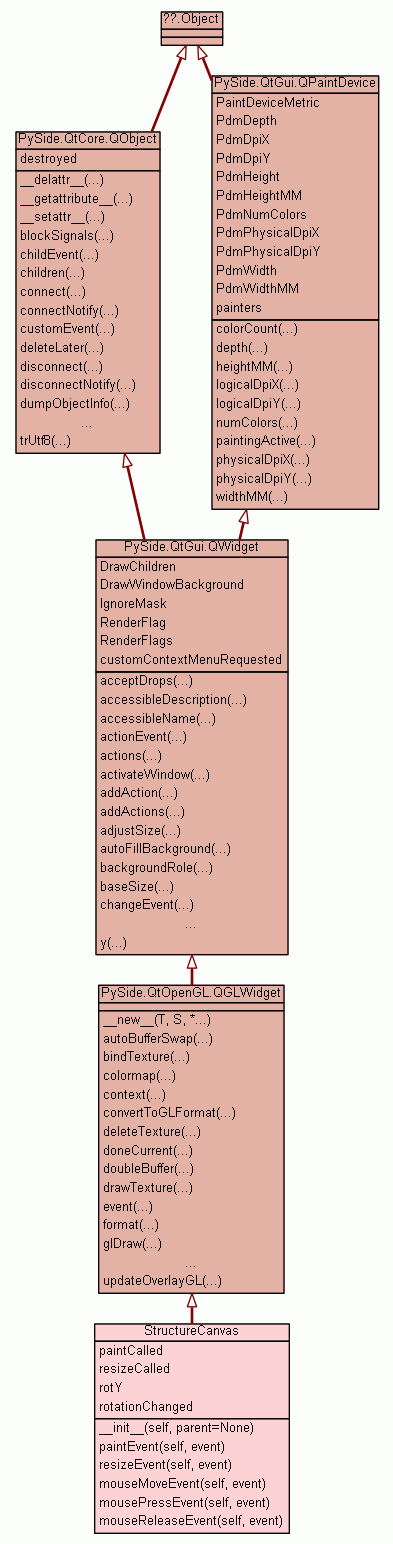 ??.Object
PySide.QtGui.QPaintDevice
PaintDeviceMetric
PdmDepth
PdmDpiX
PdmDpiY
PdmHeight
PdmHeightMM
PdmNumColors
PdmPhysicalDpiX
PdmPhysicalDpiY
PdmWidth
PdmWidthMM
painters
colorCount(...)
depth(...)
heightMM(...)
logicalDpiX(...)
logicalDpiY(...)
numColors(...)
paintingActive(...)
physicalDpiX(...)
physicalDpiY(...)
widthMM(...)
PySide.QtCore.QObject
destroyed
__delattr__(...)
__getattribute__(...)
__setattr__(...)
blockSignals(...)
childEvent(...)
children(...)
connect(...)
connectNotify(...)
customEvent(...)
deleteLater(...)
disconnect(...)
disconnectNotify(...)
dumpObjectInfo(...)
...
trUtf8(...)
PySide.QtGui.QWidget
DrawChildren
DrawWindowBackground
IgnoreMask
RenderFlag
RenderFlags
customContextMenuRequested
acceptDrops(...)
accessibleDescription(...)
accessibleName(...)
actionEvent(...)
actions(...)
activateWindow(...)
addAction(...)
addActions(...)
adjustSize(...)
autoFillBackground(...)
backgroundRole(...)
baseSize(...)
changeEvent(...)
...
y(...)
PySide.QtOpenGL.QGLWidget
__new__(T, S, *...)
autoBufferSwap(...)
bindTexture(...)
colormap(...)
context(...)
convertToGLFormat(...)
deleteTexture(...)
doneCurrent(...)
doubleBuffer(...)
drawTexture(...)
event(...)
format(...)
glDraw(...)
...
updateOverlayGL(...)
StructureCanvas
paintCalled
resizeCalled
rotY
rotationChanged
__init__(self, parent=None)
paintEvent(self, event)
resizeEvent(self, event)
mouseMoveEvent(self, event)
mousePressEvent(self, event)
mouseReleaseEvent(self, event)